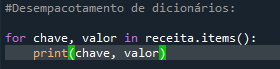 #Desempacotamento de dicionários:
for chave, valor in receita.items():
print(chave, valor)